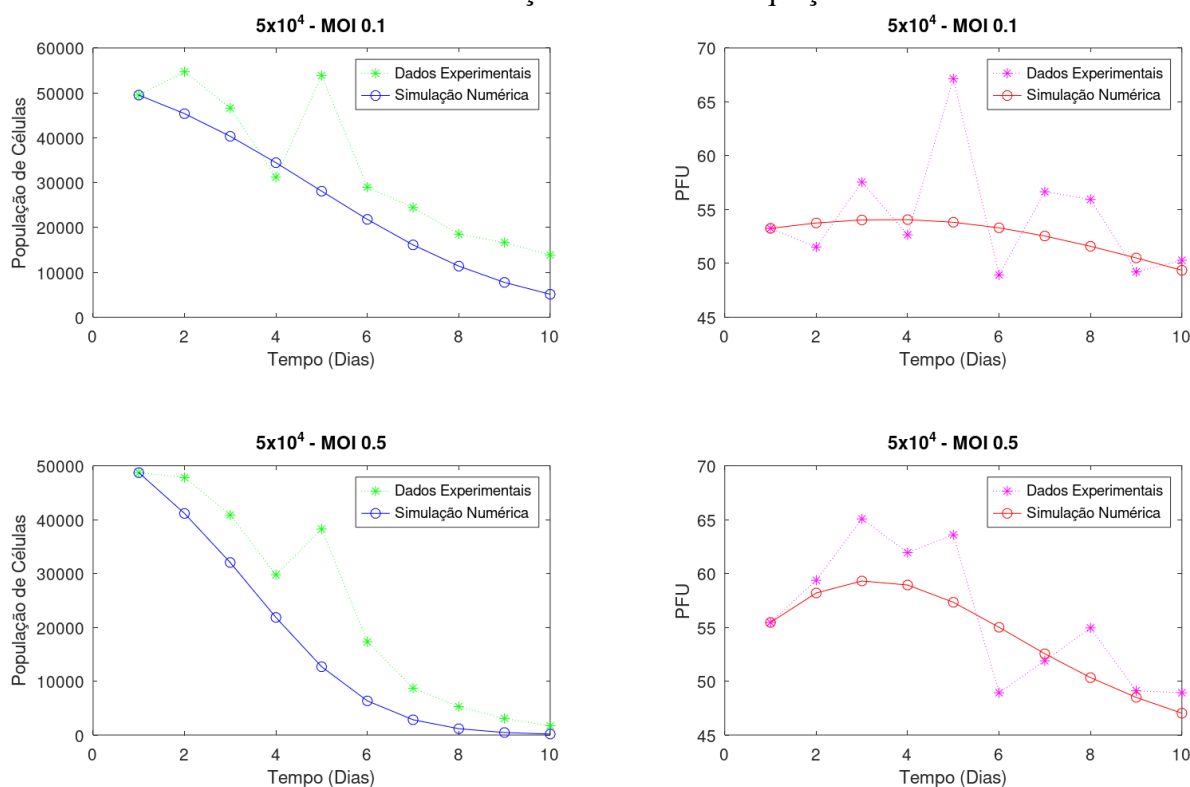 5x10⁴ - MOI 0.1
60000
50000
40000
30000
20000
10000
0
População de Células
Dados Experimentais
Simulação Numérica
0 2 4 6 8 10
Tempo (Dias)
5x10⁴ - MOI 0.1
70
65
60
55
50
45
PFU
Dados Experimentais
Simulação Numérica
0 2 4 6 8 10
Tempo (Dias)
5x10⁴ - MOI 0.5
50000
40000
30000
20000
10000
0
População de Células
Dados Experimentais
Simulação Numérica
0 2 4 6 8 10
Tempo (Dias)
5x10⁴ - MOI 0.5
70
65
60
55
50
45
PFU
Dados Experimentais
Simulação Numérica
0 2 4 6 8 10
Tempo (Dias)